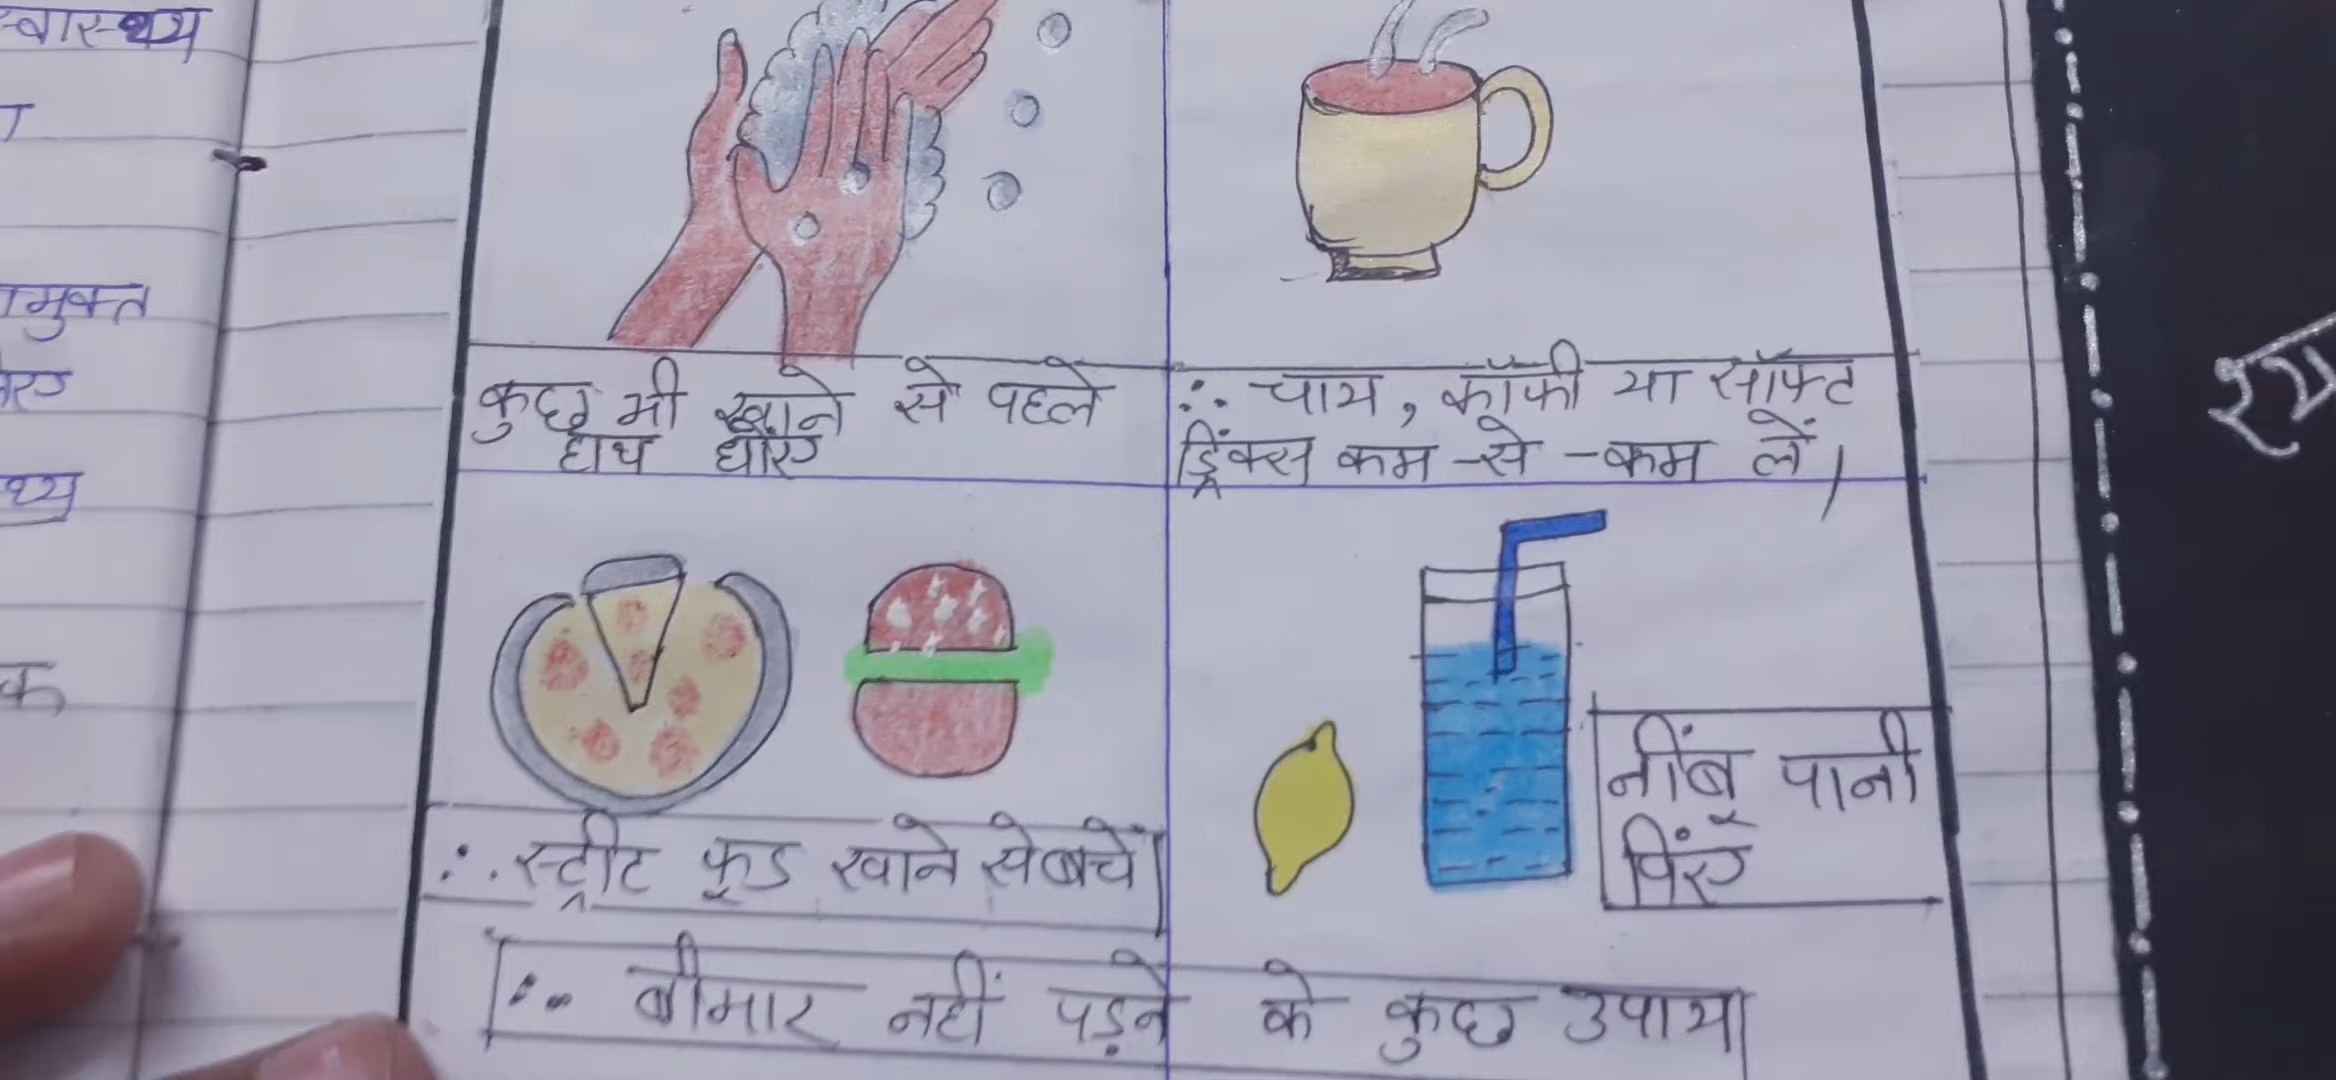 स्वास्थ्य
कुछ भी खाने से पहले
हाथ धोएं
∴ चाय, कॉफी या सॉफ्ट
ड्रिंक्स कम-से-कम लें।
∴ स्ट्रीट फूड खाने से बचें।
नींबू पानी
पिएं
:- बीमार नहीं पड़ने के कुछ उपाय।